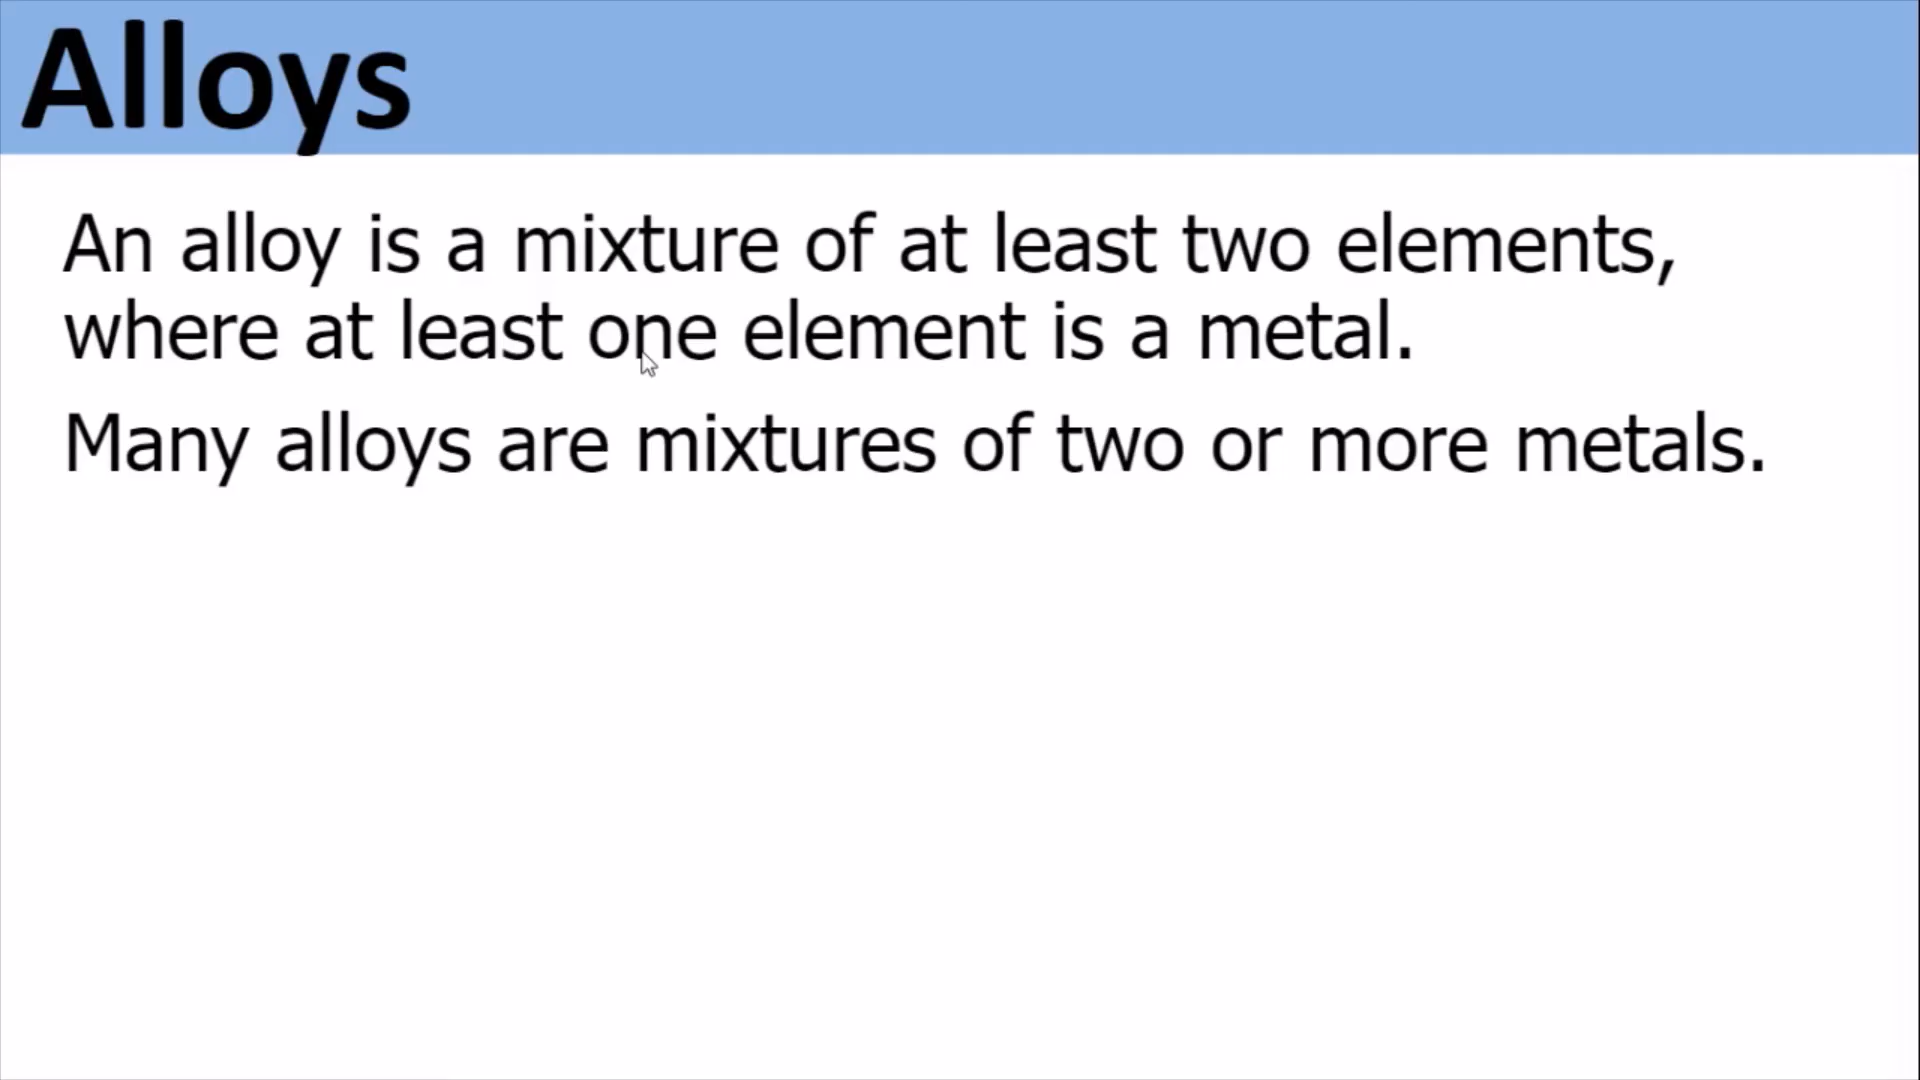 Alloys
An alloy is a mixture of at least two elements,
where at least one element is a metal.
Many alloys are mixtures of two or more metals.